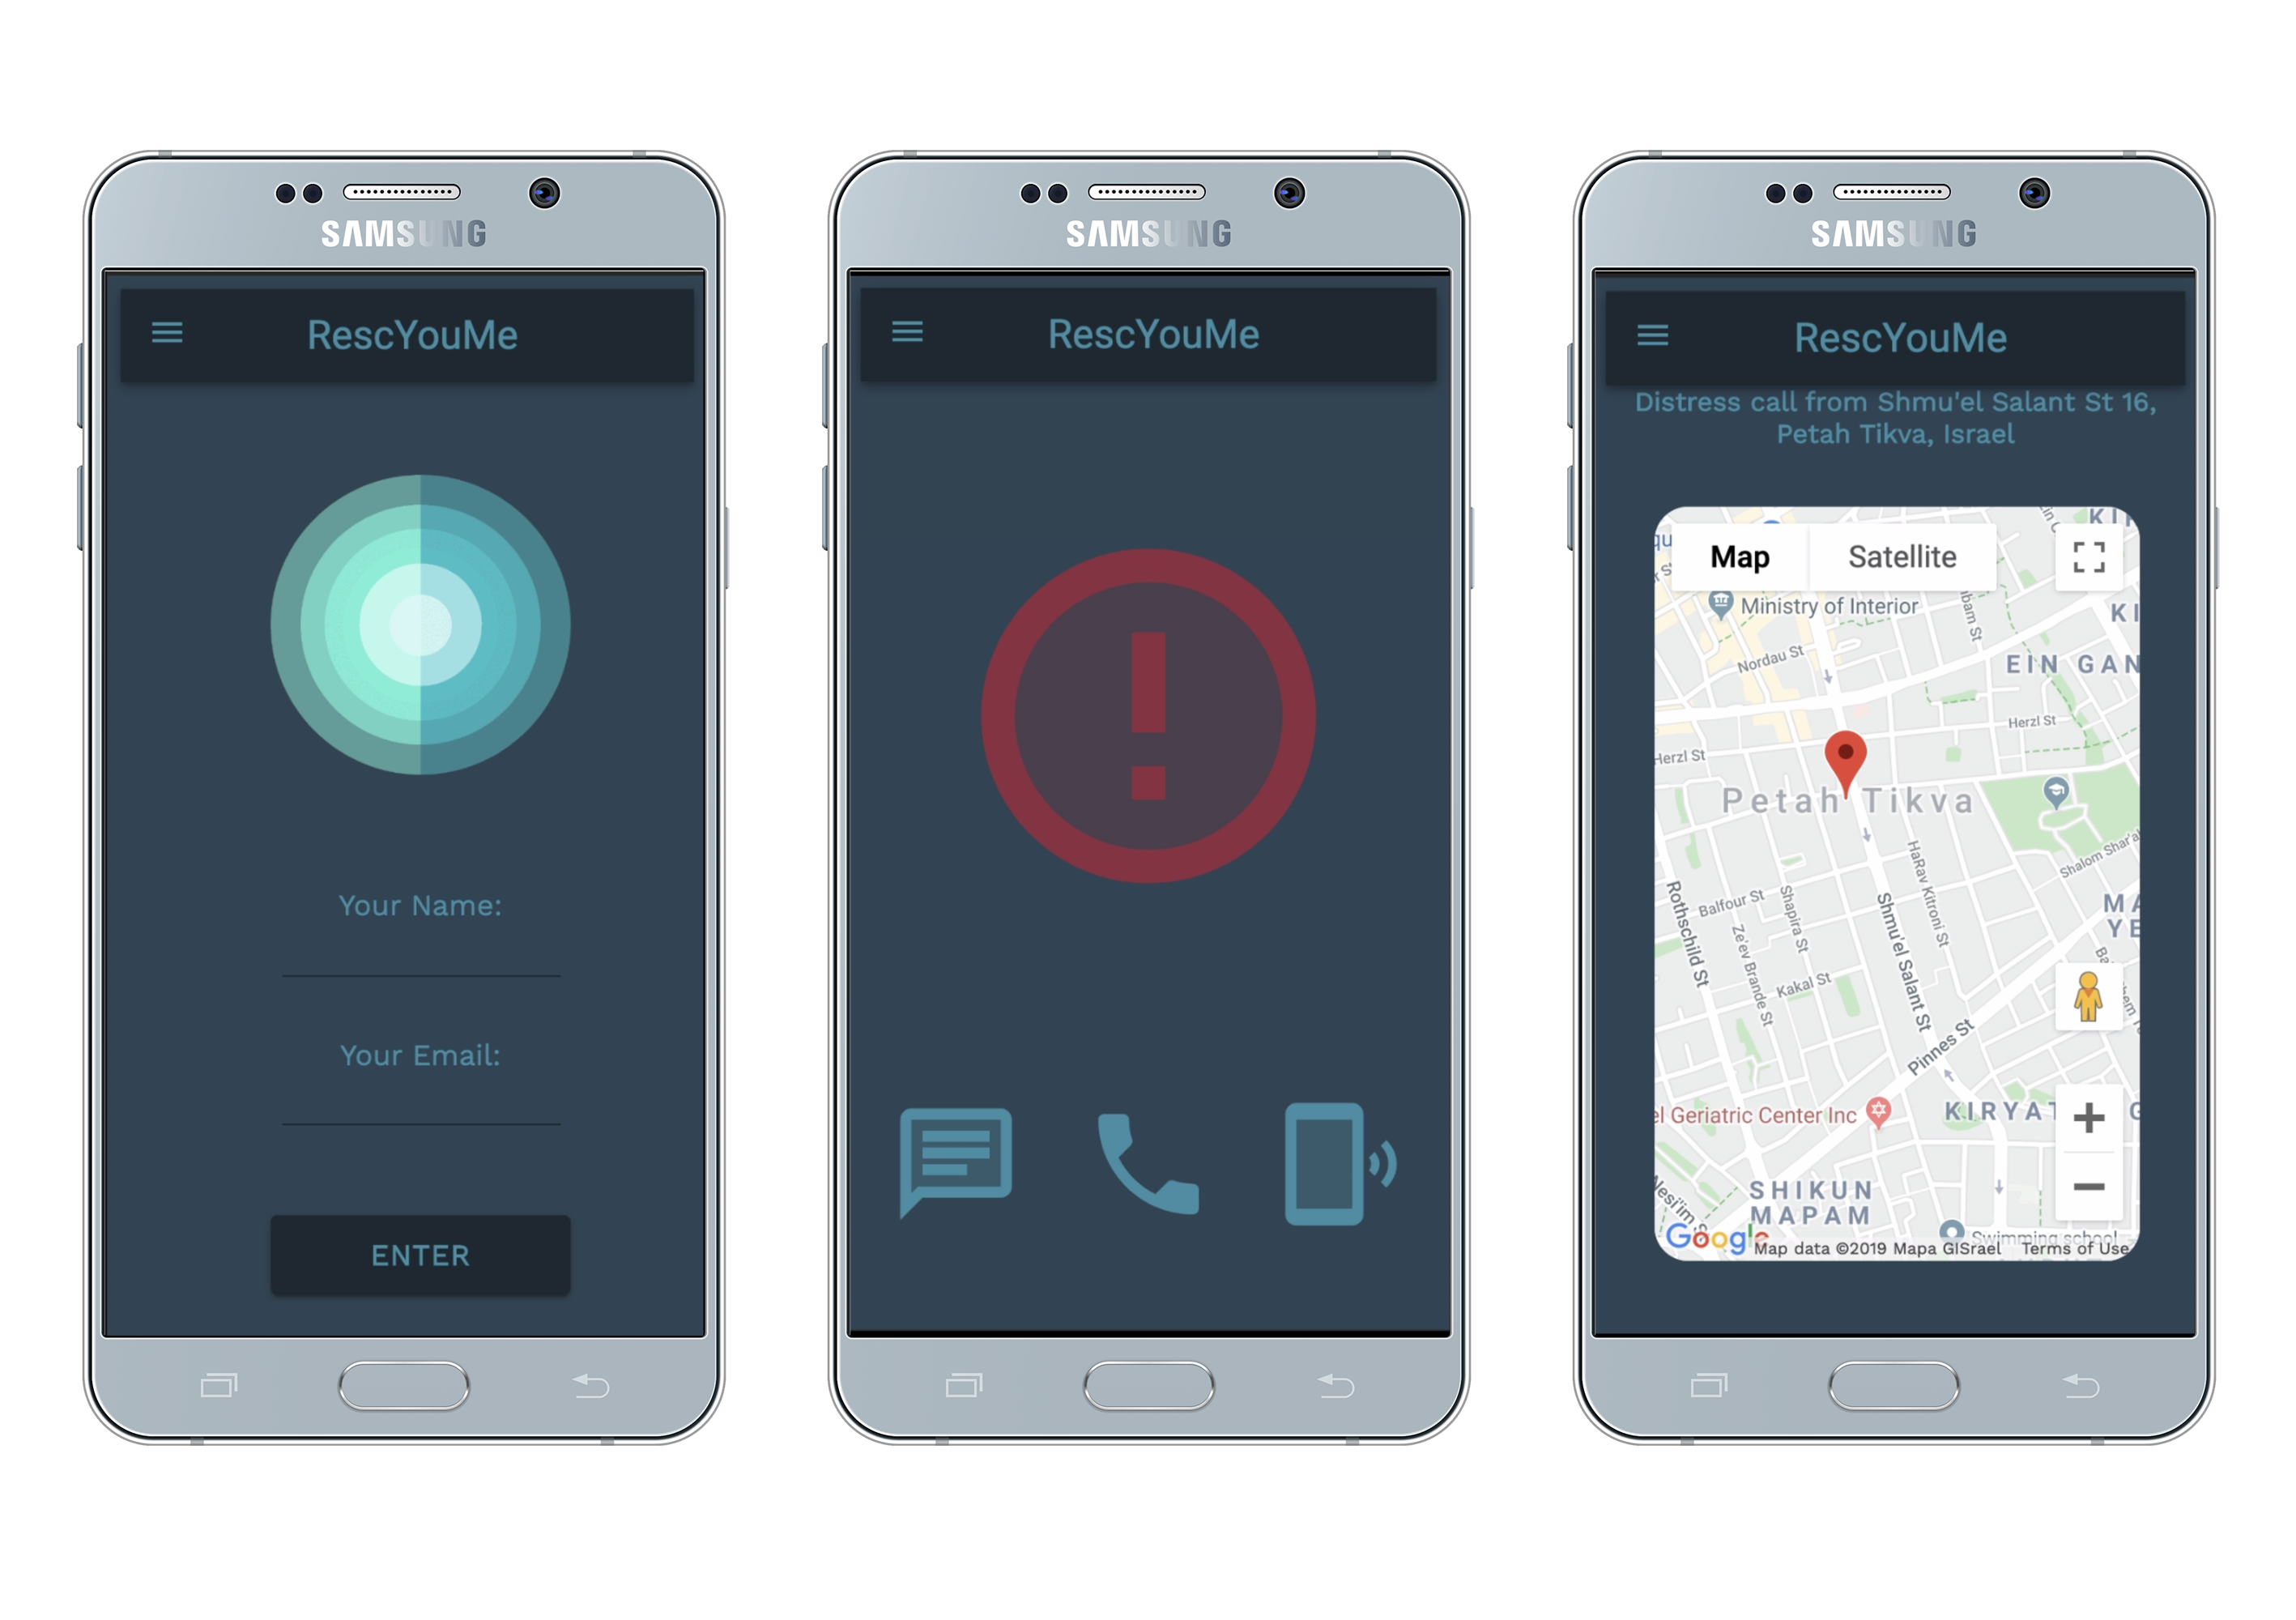 SAMSUNG
RescYouMe
Your Name:
Your Email:
ENTER
SAMSUNG
RescYouMe
SAMSUNG
RescYouMe
Distress call from Shmu'el Salant St 16,
Petah Tikva, Israel
Map
Satellite
Ministry of Interior
Nordau St
EIN GAN
Herzl St
Herzl St
Petah Tikva
Shalom Shar'a
HaRav Kitroni St
Rothschild St
Balfour St
Shapira St
Shmu'el Salant St
Ze'ev Brande St
Kakal St
Pinnes St
el Geriatric Center Inc
KIRYAT
SHIKUN
MAPAM
Swimming school
Google
Map data ©2019 Mapa GISrael
Terms of Use